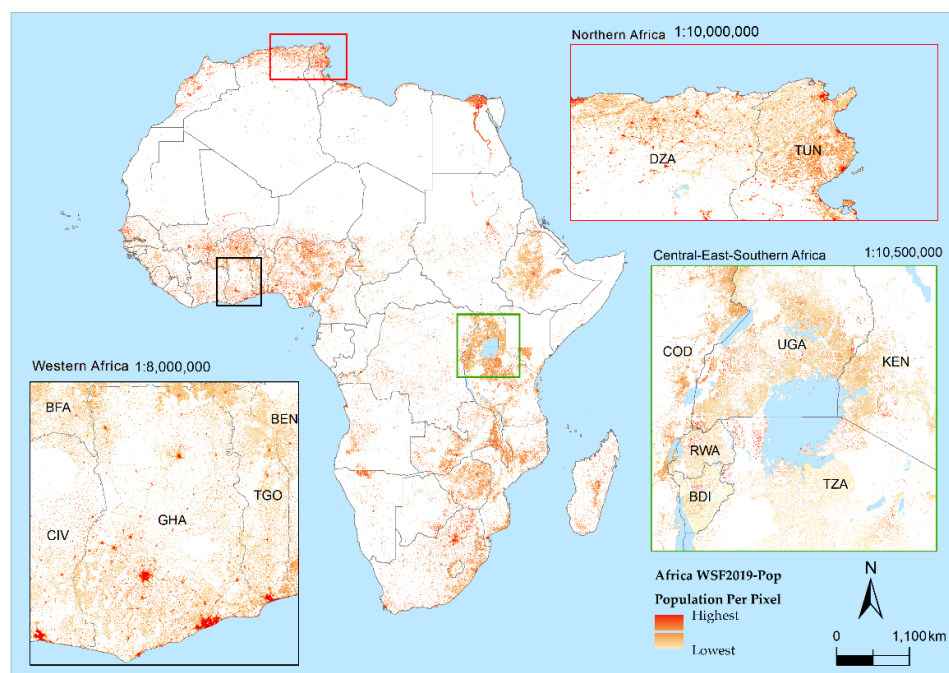 Northern Africa 1:10,000,000
DZA
TUN
Central-East-Southern Africa 1:10,500,000
COD
UGA
KEN
RWA
BDI
TZA
Western Africa 1:8,000,000
BFA
BEN
TGO
GHA
CIV
Africa WSF2019-Pop
Population Per Pixel
Highest
Lowest
N
0 1,100 km